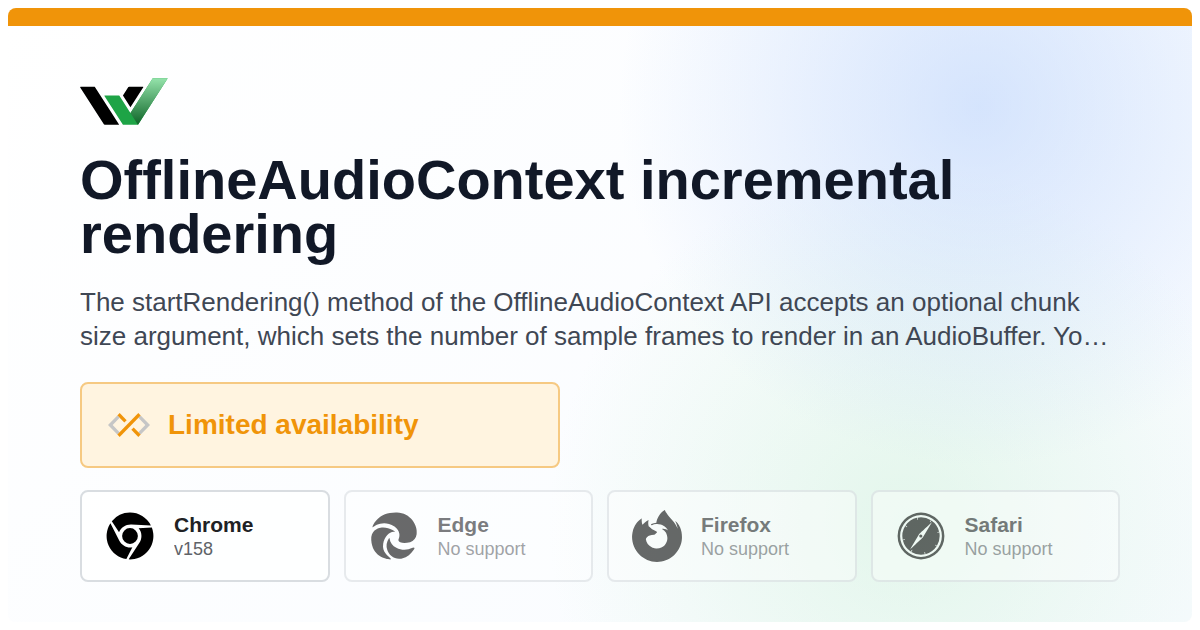 OfflineAudioContext incremental
rendering
The startRendering() method of the OfflineAudioContext API accepts an optional chunk
size argument, which sets the number of sample frames to render in an AudioBuffer. Yo…
Limited availability
Chrome
v158
Edge
No support
Firefox
No support
Safari
No support